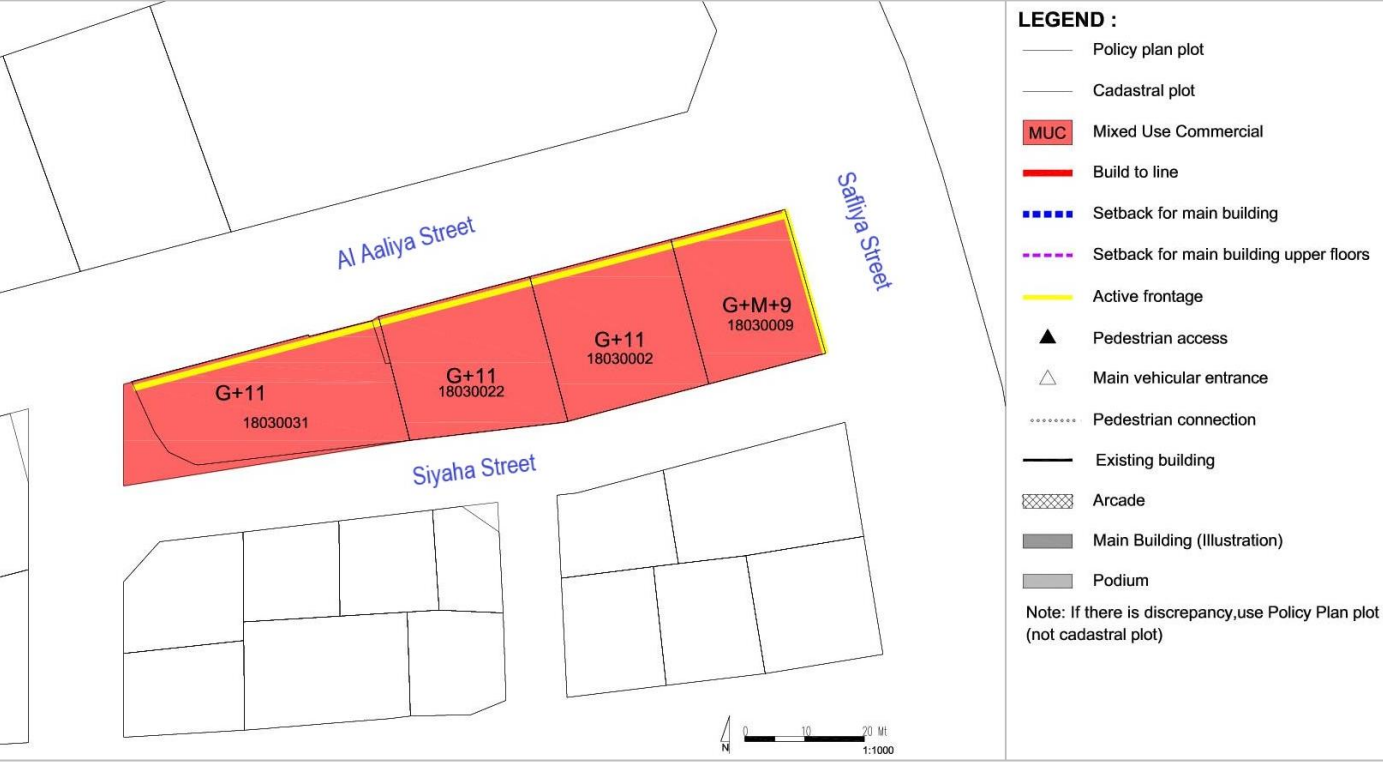 Al Aaliya Street
Safliya Street
G+M+9
18030009
G+11
18030002
G+11
18030022
G+11
18030031
Siyaha Street
N
0 10 20 Mt
1:1000
LEGEND :
Policy plan plot
Cadastral plot
MUC Mixed Use Commercial
Build to line
Setback for main building
Setback for main building upper floors
Active frontage
Pedestrian access
Main vehicular entrance
Pedestrian connection
Existing building
Arcade
Main Building (Illustration)
Podium
Note: If there is discrepancy,use Policy Plan plot
(not cadastral plot)